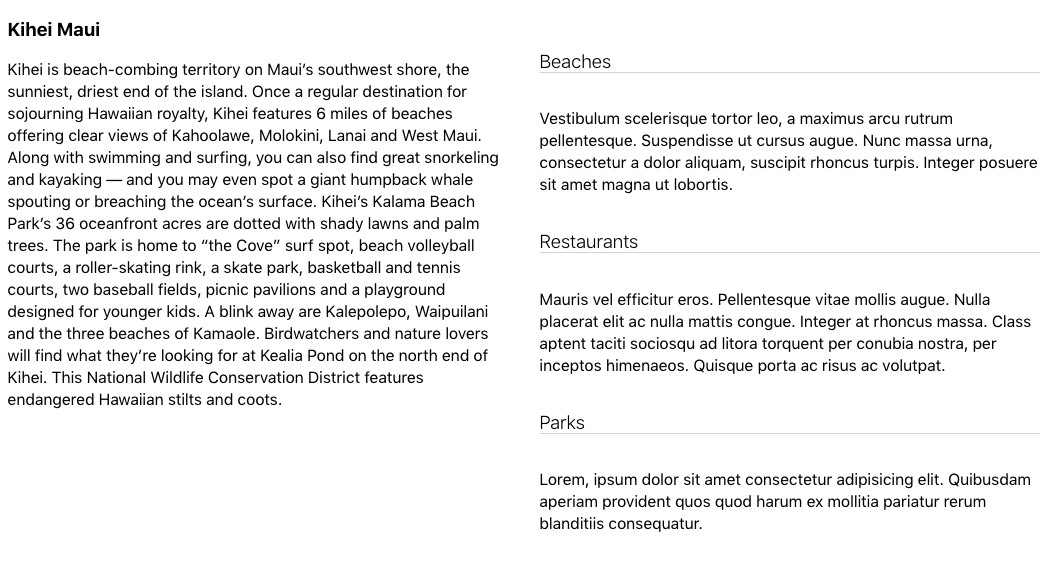 Kihei Maui
Kihei is beach-combing territory on Maui’s southwest shore, the
sunniest, driest end of the island. Once a regular destination for
sojourning Hawaiian royalty, Kihei features 6 miles of beaches
offering clear views of Kahoolawe, Molokini, Lanai and West Maui.
Along with swimming and surfing, you can also find great snorkeling
and kayaking — and you may even spot a giant humpback whale
spouting or breaching the ocean’s surface. Kihei’s Kalama Beach
Park’s 36 oceanfront acres are dotted with shady lawns and palm
trees. The park is home to “the Cove” surf spot, beach volleyball
courts, a roller-skating rink, a skate park, basketball and tennis
courts, two baseball fields, picnic pavilions and a playground
designed for younger kids. A blink away are Kalepolepo, Waipuilani
and the three beaches of Kamaole. Birdwatchers and nature lovers
will find what they’re looking for at Kealia Pond on the north end of
Kihei. This National Wildlife Conservation District features
endangered Hawaiian stilts and coots.
Beaches
Vestibulum scelerisque tortor leo, a maximus arcu rutrum
pellentesque. Suspendisse ut cursus augue. Nunc massa urna,
consectetur a dolor aliquam, suscipit rhoncus turpis. Integer posuere
sit amet magna ut lobortis.
Restaurants
Mauris vel efficitur eros. Pellentesque vitae mollis augue. Nulla
placerat elit ac nulla mattis congue. Integer at rhoncus massa. Class
aptent taciti sociosqu ad litora torquent per conubia nostra, per
inceptos himenaeos. Quisque porta ac risus ac volutpat.
Parks
Lorem, ipsum dolor sit amet consectetur adipisicing elit. Quibusdam
aperiam provident quos quod harum ex mollitia pariatur rerum
blanditiis consequatur.